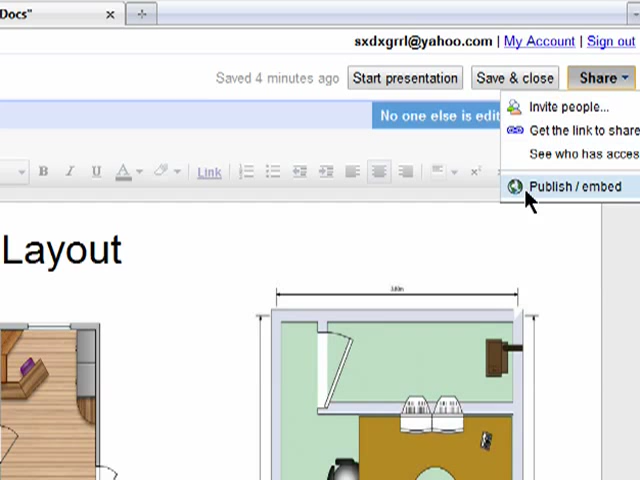 Docs"
sxdxgrrl@yahoo.com | My Account | Sign out
Saved 4 minutes ago Start presentation Save & close Share
No one else is edit
Invite people...
Get the link to share
See who has acces
Publish / embed
B I U A Link
Layout